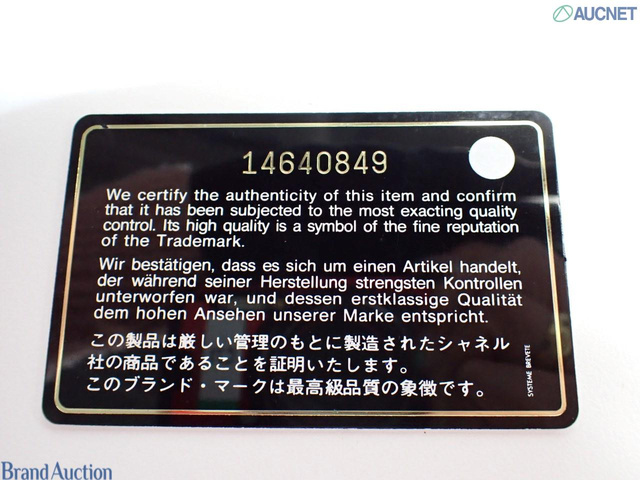 AUCNET
14640849
We certify the authenticity of this item and confirm
that it has been subjected to the most exacting quality
control. Its high quality is a symbol of the fine reputation
of the Trademark.
Wir bestätigen, dass es sich um einen Artikel handelt,
der während seiner Herstellung strengsten Kontrollen
unterworfen war, und dessen erstklassige Qualität
dem hohen Ansehen unserer Marke entspricht.
この製品は厳しい管理のもとに製造されたシャネル
社の商品であることを証明いたします。
このブランド・マークは最高級品質の象徴です。
SYSTEME BREVETE
Brand Auction